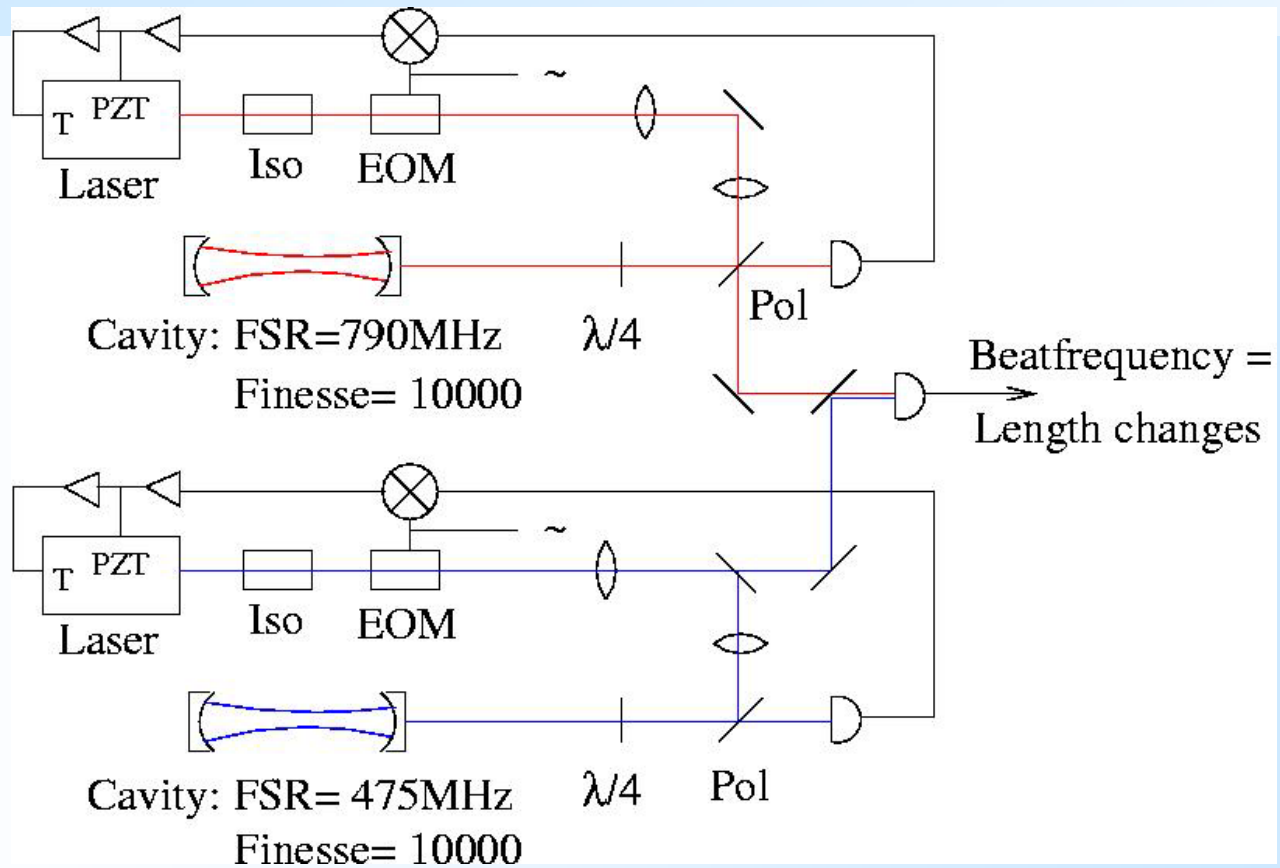 ~
T PZT
Laser
Iso
EOM
Pol
Cavity: FSR=790MHz
Finesse= 10000
λ/4
Beatfrequency =
Length changes
~
T PZT
Laser
Iso
EOM
Cavity: FSR= 475MHz
Finesse= 10000
λ/4
Pol